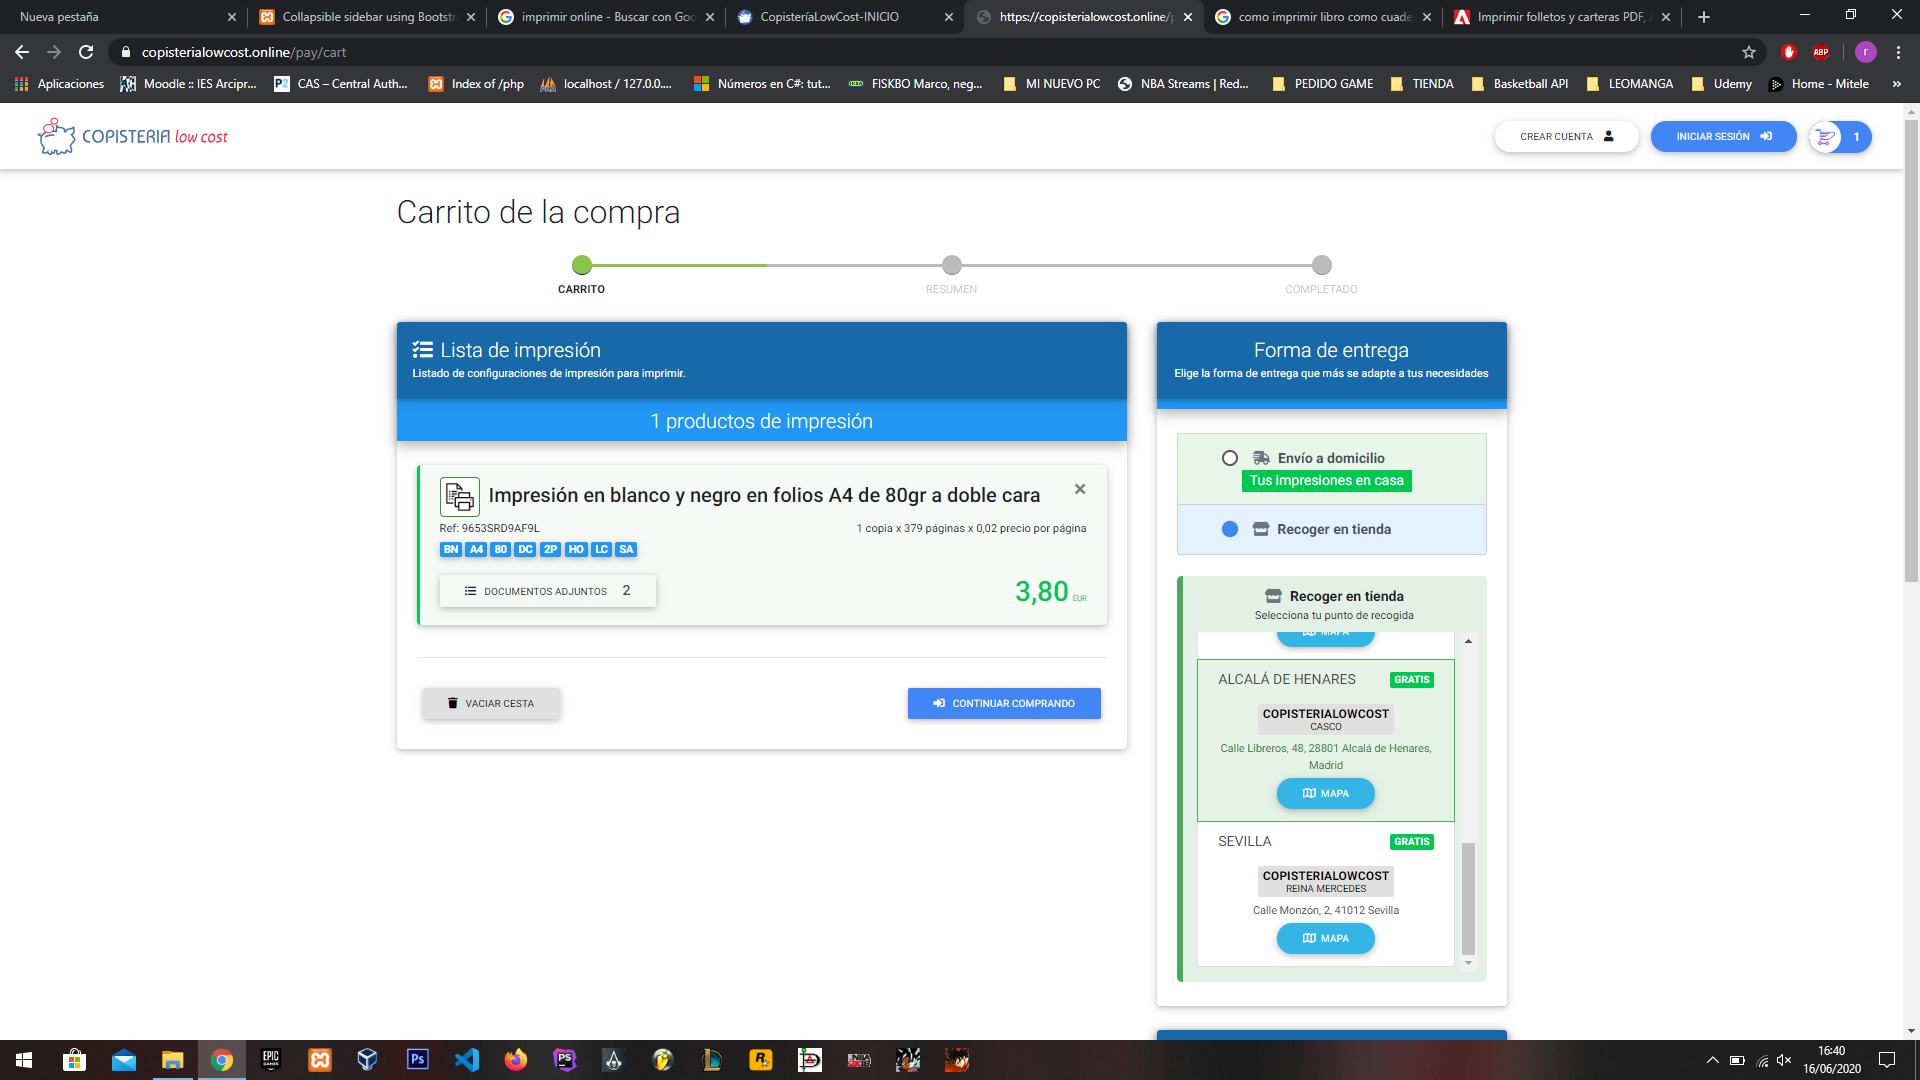 Nueva pestaña
Collapsible sidebar using Bootstr
imprimir online - Buscar con Goo
CopisteríaLowCost-INICIO
https://copisterialowcost.online/p
como imprimir libro como cuade
Imprimir folletos y carteras PDF, A
copisterialowcost.online/pay/cart
ABP
r
Aplicaciones
Moodle :: IES Arcipr...
CAS – Central Auth...
Index of /php
localhost / 127.0.0....
Números en C#: tut...
FISKBO Marco, neg...
MI NUEVO PC
NBA Streams | Red...
PEDIDO GAME
TIENDA
Basketball API
LEOMANGA
Udemy
Home - Mitele
»
COPISTERIA low cost
CREAR CUENTA
INICIAR SESIÓN
1
Carrito de la compra
CARRITO
RESUMEN
COMPLETADO
Lista de impresión
Listado de configuraciones de impresión para imprimir.
1 productos de impresión
Impresión en blanco y negro en folios A4 de 80gr a doble cara
Ref: 9653SRD9AF9L
1 copia x 379 páginas x 0,02 precio por página
BN A4 80 DC 2P HO LC SA
DOCUMENTOS ADJUNTOS 2
3,80 EUR
VACIAR CESTA
CONTINUAR COMPRANDO
Forma de entrega
Elige la forma de entrega que más se adapte a tus necesidades
Envío a domicilio
Tus impresiones en casa
Recoger en tienda
Recoger en tienda
Selecciona tu punto de recogida
MAPA
ALCALÁ DE HENARES
GRATIS
COPISTERIALOWCOST
CASCO
Calle Libreros, 48, 28801 Alcalá de Henares,
Madrid
MAPA
SEVILLA
GRATIS
COPISTERIALOWCOST
REINA MERCEDES
Calle Monzón, 2, 41012 Sevilla
MAPA
EPIC
GAMES
Ps
PS
R
16:40
16/06/2020